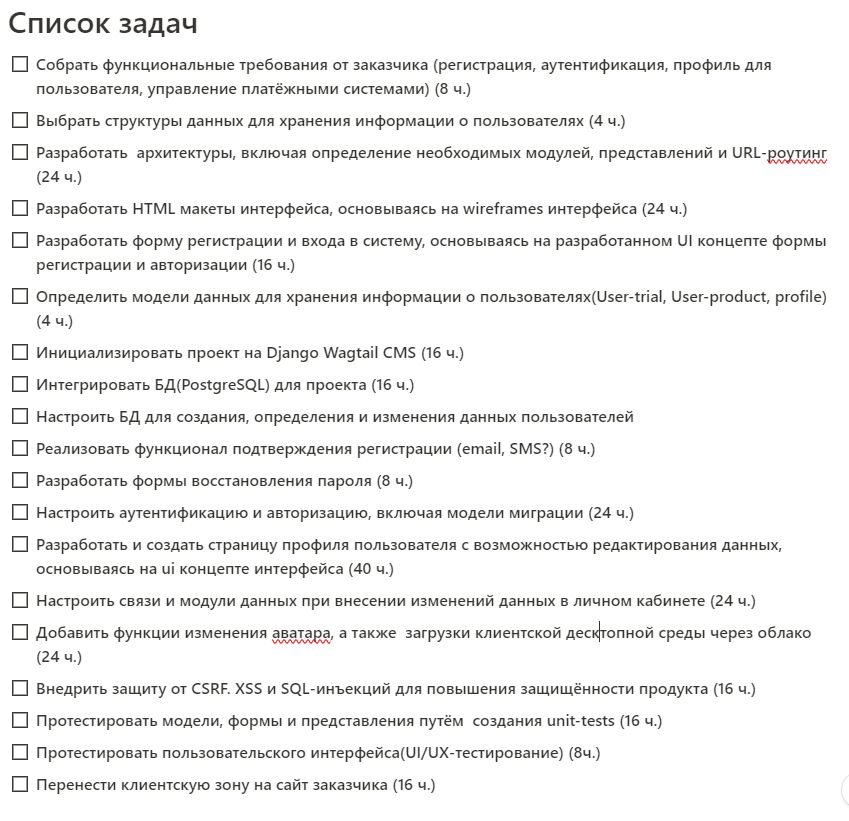 Список задач
Собрать функциональные требования от заказчика (регистрация, аутентификация, профиль для
пользователя, управление платёжными системами) (8 ч.)
Выбрать структуры данных для хранения информации о пользователях (4 ч.)
Разработать  архитектуры, включая определение необходимых модулей, представлений и URL-роутинг
(24 ч.)
Разработать HTML макеты интерфейса, основываясь на wireframes интерфейса (24 ч.)
Разработать форму регистрации и входа в систему, основываясь на разработанном UI концепте формы
регистрации и авторизации (16 ч.)
Определить модели данных для хранения информации о пользователях(User-trial, User-product, profile)
(4 ч.)
Инициализировать проект на Django Wagtail CMS (16 ч.)
Интегрировать БД(PostgreSQL) для проекта (16 ч.)
Настроить БД для создания, определения и изменения данных пользователей
Реализовать функционал подтверждения регистрации (email, SMS?) (8 ч.)
Разработать формы восстановления пароля (8 ч.)
Настроить аутентификацию и авторизацию, включая модели миграции (24 ч.)
Разработать и создать страницу профиля пользователя с возможностью редактирования данных,
основываясь на ui концепте интерфейса (40 ч.)
Настроить связи и модули данных при внесении изменений данных в личном кабинете (24 ч.)
Добавить функции изменения аватара, а также  загрузки клиентской десктопной среды через облако
(24 ч.)
Внедрить защиту от CSRF. XSS и SQL-инъекций для повышения защищённости продукта (16 ч.)
Протестировать модели, формы и представления путём  создания unit-tests (16 ч.)
Протестировать пользовательского интерфейса(UI/UX-тестирование) (8ч.)
Перенести клиентскую зону на сайт заказчика (16 ч.)